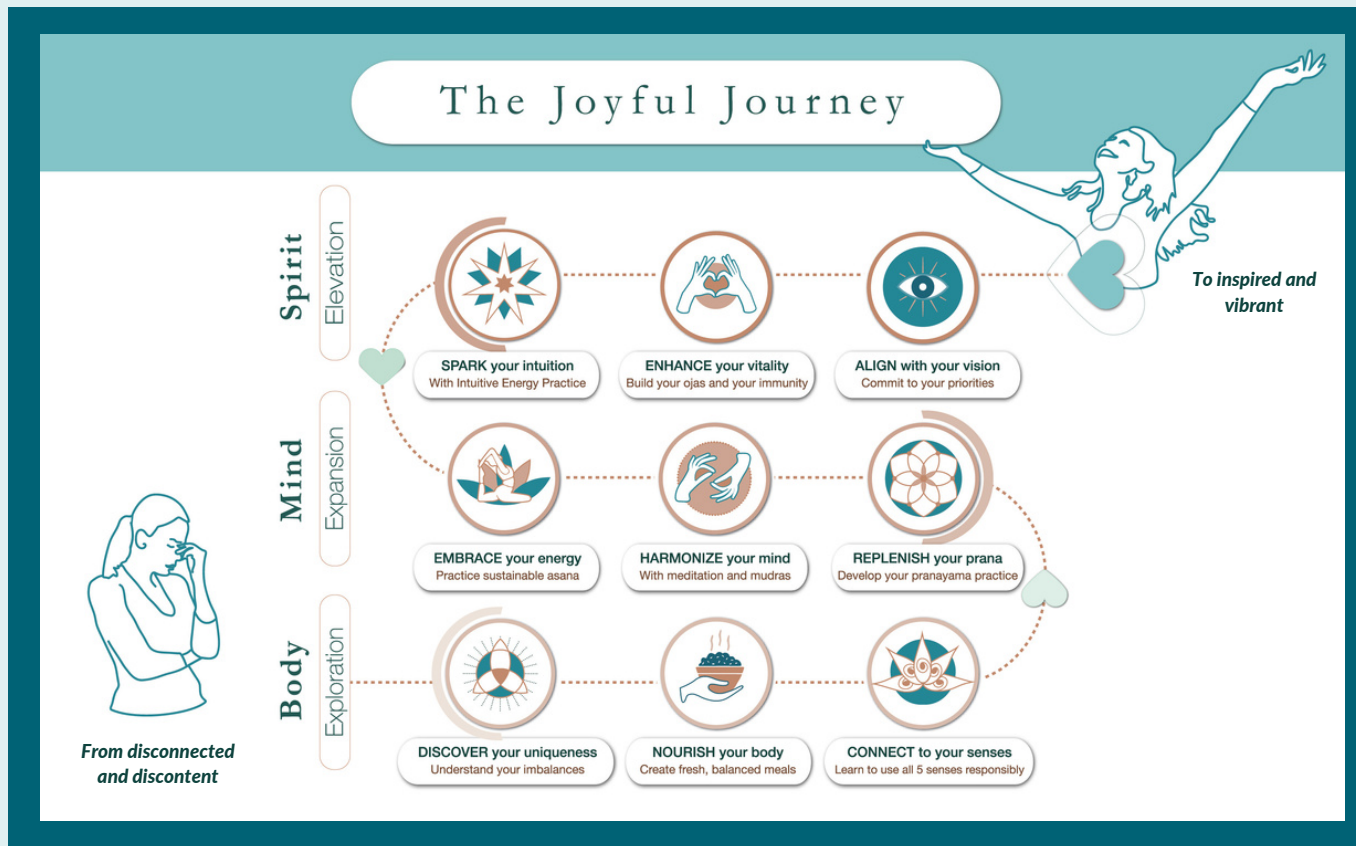 The Joyful Journey
Spirit
Elevation
SPARK your intuition
With Intuitive Energy Practice
ENHANCE your vitality
Build your ojas and your immunity
ALIGN with your vision
Commit to your priorities
To inspired and
vibrant
Mind
Expansion
EMBRACE your energy
Practice sustainable asana
HARMONIZE your mind
With meditation and mudras
REPLENISH your prana
Develop your pranayama practice
Body
Exploration
DISCOVER your uniqueness
Understand your imbalances
NOURISH your body
Create fresh, balanced meals
CONNECT to your senses
Learn to use all 5 senses responsibly
From disconnected
and discontent